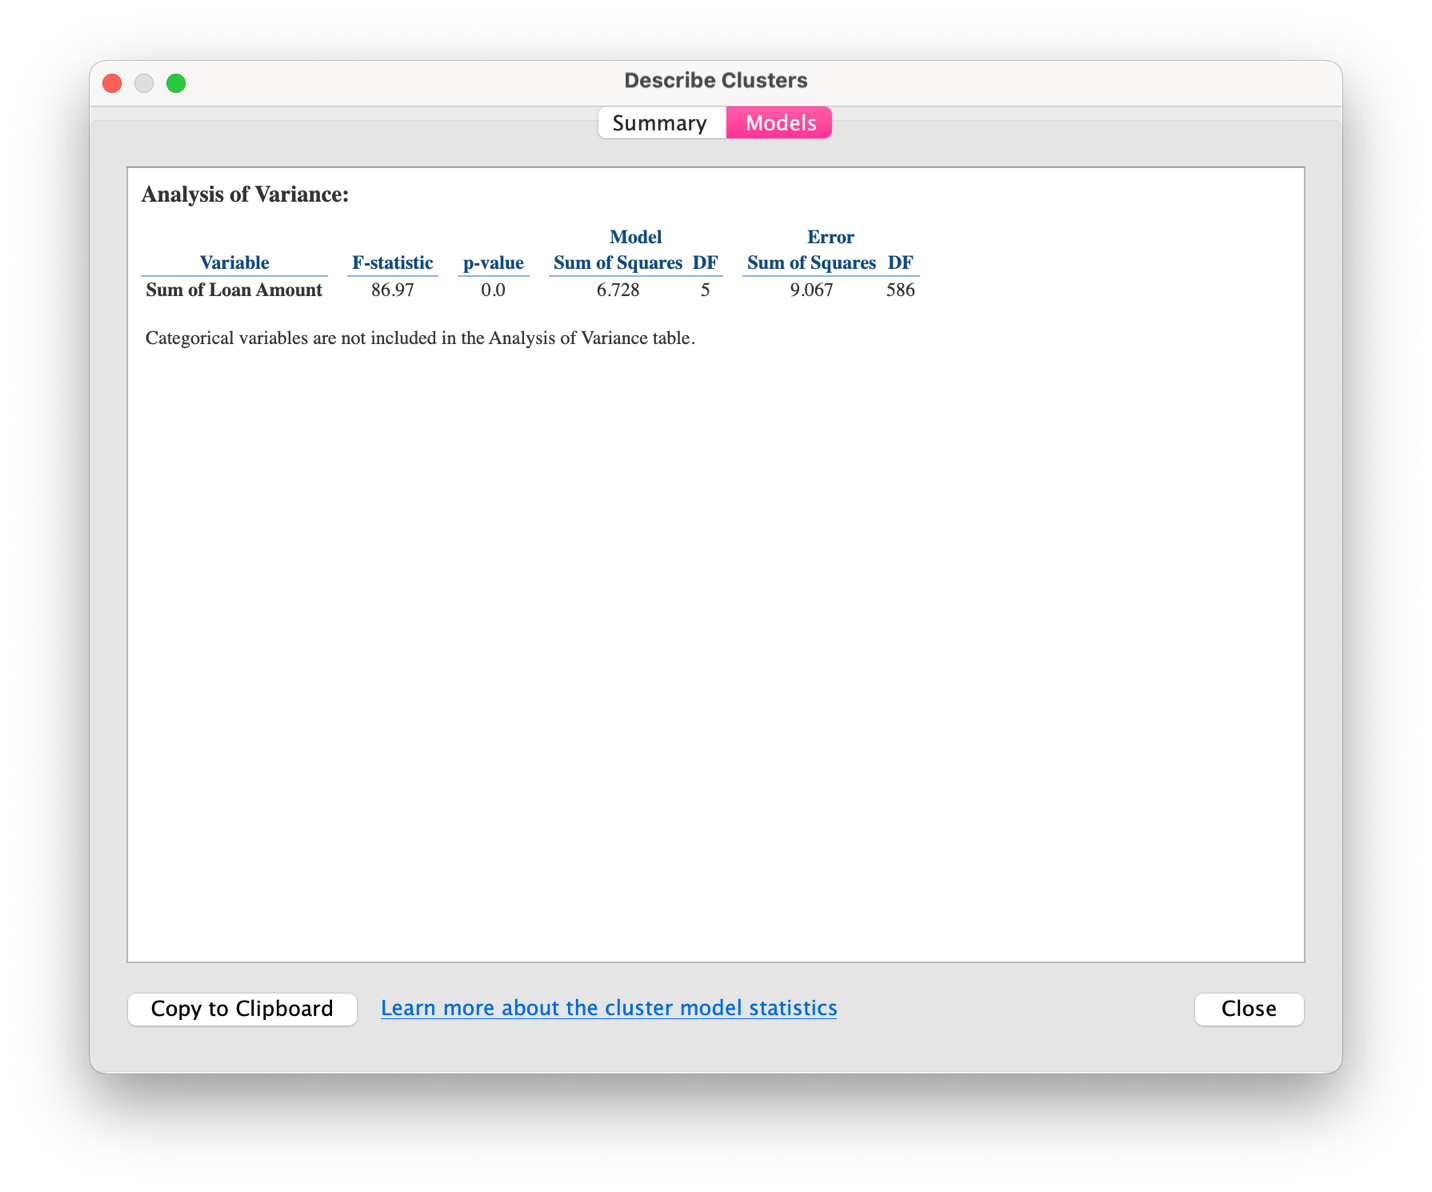 Describe Clusters
Summary Models
Analysis of Variance:
Model Error
Variable F-statistic p-value Sum of Squares DF Sum of Squares DF
Sum of Loan Amount 86.97 0.0 6.728 5 9.067 586
Categorical variables are not included in the Analysis of Variance table.
Copy to Clipboard Learn more about the cluster model statistics Close